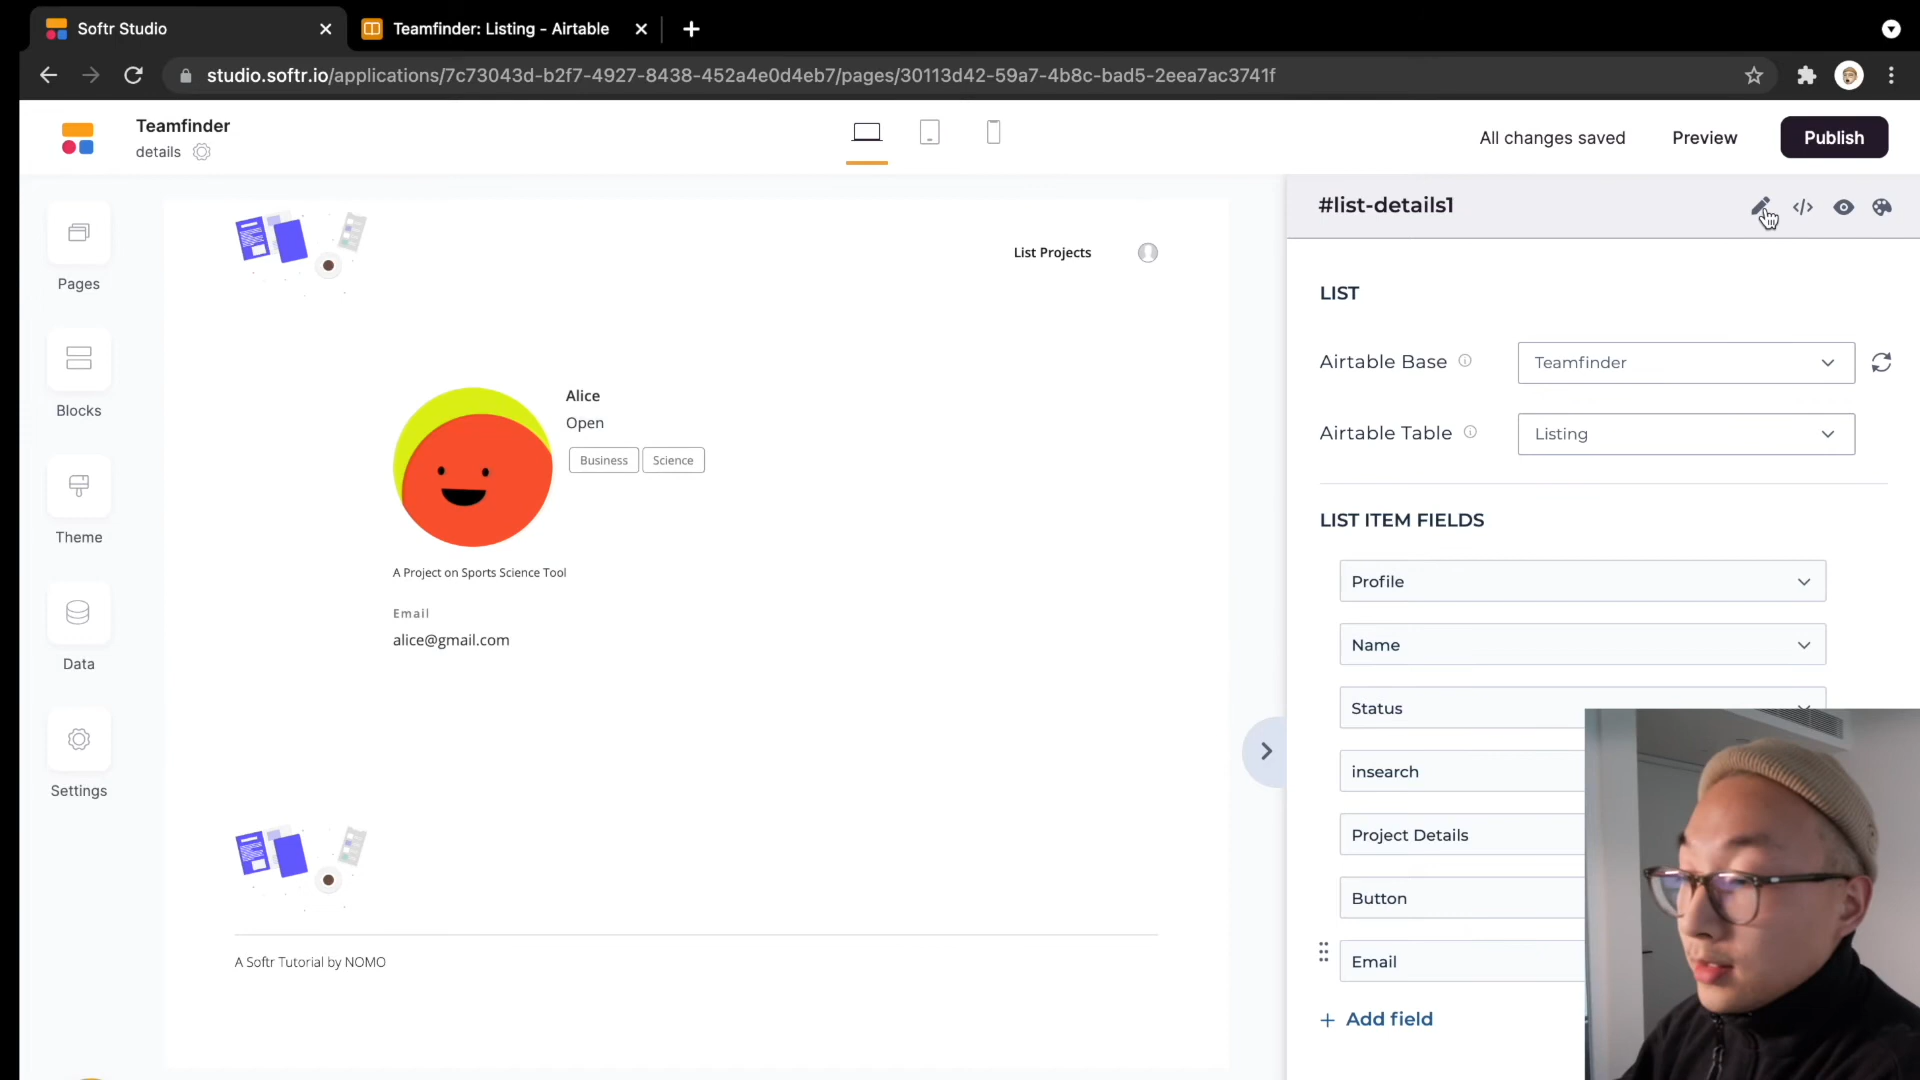 Softr Studio
Teamfinder: Listing - Airtable
studio.softr.io/applications/7c73043d-b2f7-4927-8438-452a4e0d4eb7/pages/30113d42-59a7-4b8c-bad5-2eea7ac3741f
Teamfinder
details
All changes saved
Preview
Publish
Pages
Blocks
Theme
Data
Settings
List Projects
Alice
Open
Business
Science
A Project on Sports Science Tool
Email
alice@gmail.com
A Softr Tutorial by NOMO
#list-details1
LIST
Airtable Base
Teamfinder
Airtable Table
Listing
LIST ITEM FIELDS
Profile
Name
Status
insearch
Project Details
Button
Email
+ Add field